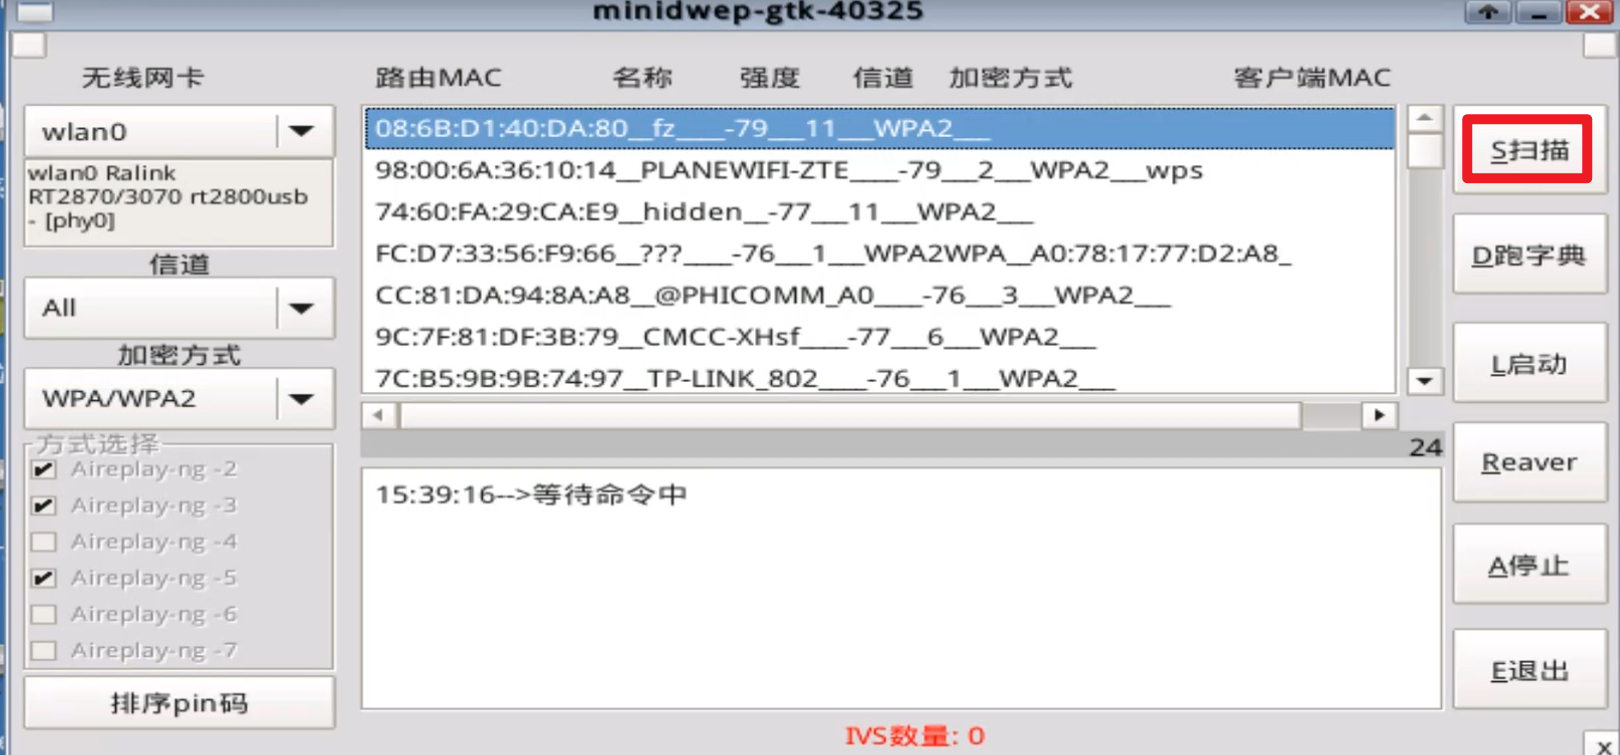 minidwep-gtk-40325
无线网卡
路由MAC 名称 强度 信道 加密方式 客户端MAC
wlan0
wlan0 Ralink
RT2870/3070 rt2800usb
- [phy0]
信道
All
加密方式
WPA/WPA2
方式选择
Aireplay-ng -2
Aireplay-ng -3
Aireplay-ng -4
Aireplay-ng -5
Aireplay-ng -6
Aireplay-ng -7
排序pin码
08:6B:D1:40:DA:80__fz____-79___11___WPA2___
98:00:6A:36:10:14__PLANEWIFI-ZTE____-79___2___WPA2___wps
74:60:FA:29:CA:E9__hidden__-77___11___WPA2___
FC:D7:33:56:F9:66__???____-76___1___WPA2WPA__A0:78:17:77:D2:A8_
CC:81:DA:94:8A:A8__@PHICOMM_A0____-76___3___WPA2___
9C:7F:81:DF:3B:79__CMCC-XHsf____-77___6___WPA2___
7C:B5:9B:9B:74:97__TP-LINK_802____-76___1___WPA2___
24
15:39:16-->等待命令中
IVS数量: 0
S扫描
D跑字典
L启动
Reaver
A停止
E退出
x